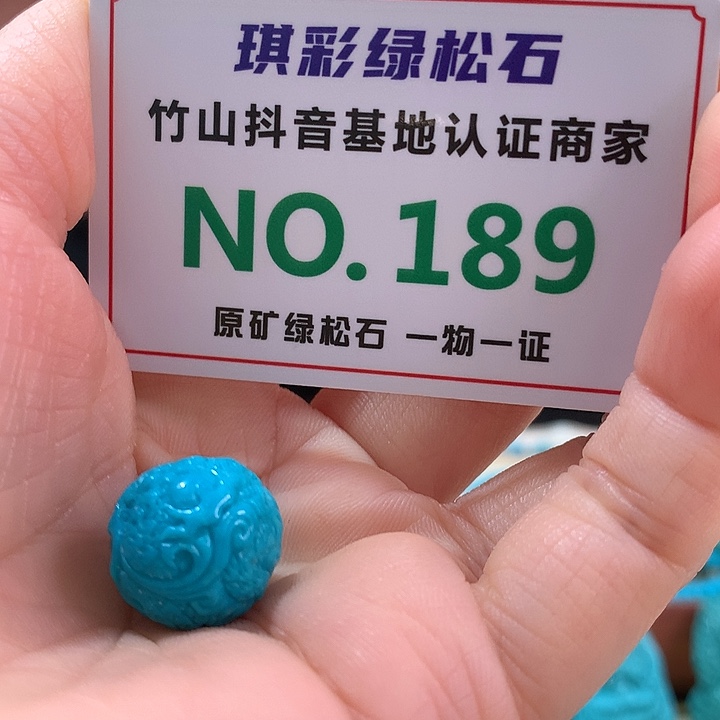 琪彩绿松石
竹山抖音基地认证商家
NO.189
原矿绿松石 一物一证